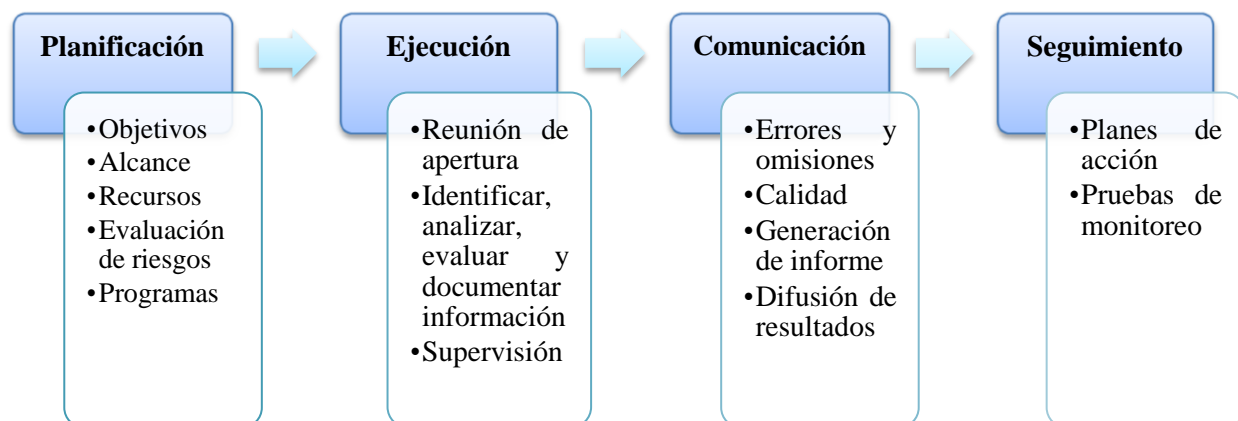 Planificación
•Objetivos
•Alcance
•Recursos
•Evaluación
de riesgos
•Programas
Ejecución
•Reunión de
apertura
•Identificar,
analizar,
evaluar y
documentar
información
•Supervisión
Comunicación
•Errores y
omisiones
•Calidad
•Generación
de informe
•Difusión de
resultados
Seguimiento
•Planes de
acción
•Pruebas de
monitoreo